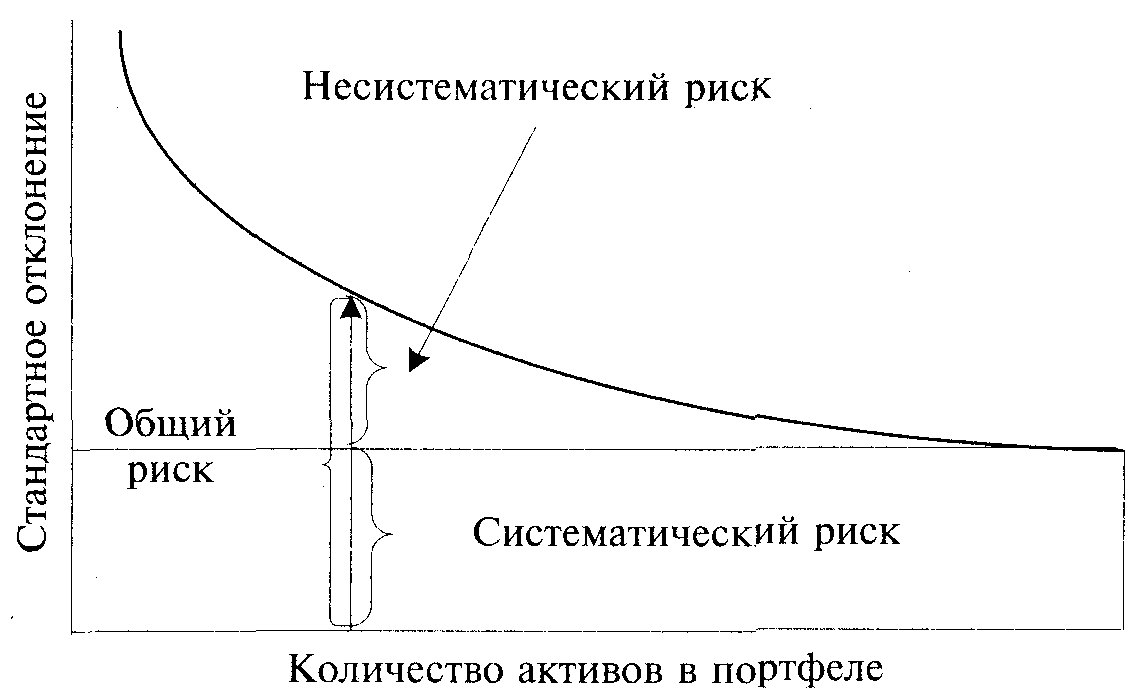 Несистематический риск
Стандартное отклонение
Общий
риск
Систематический риск
Количество активов в портфеле